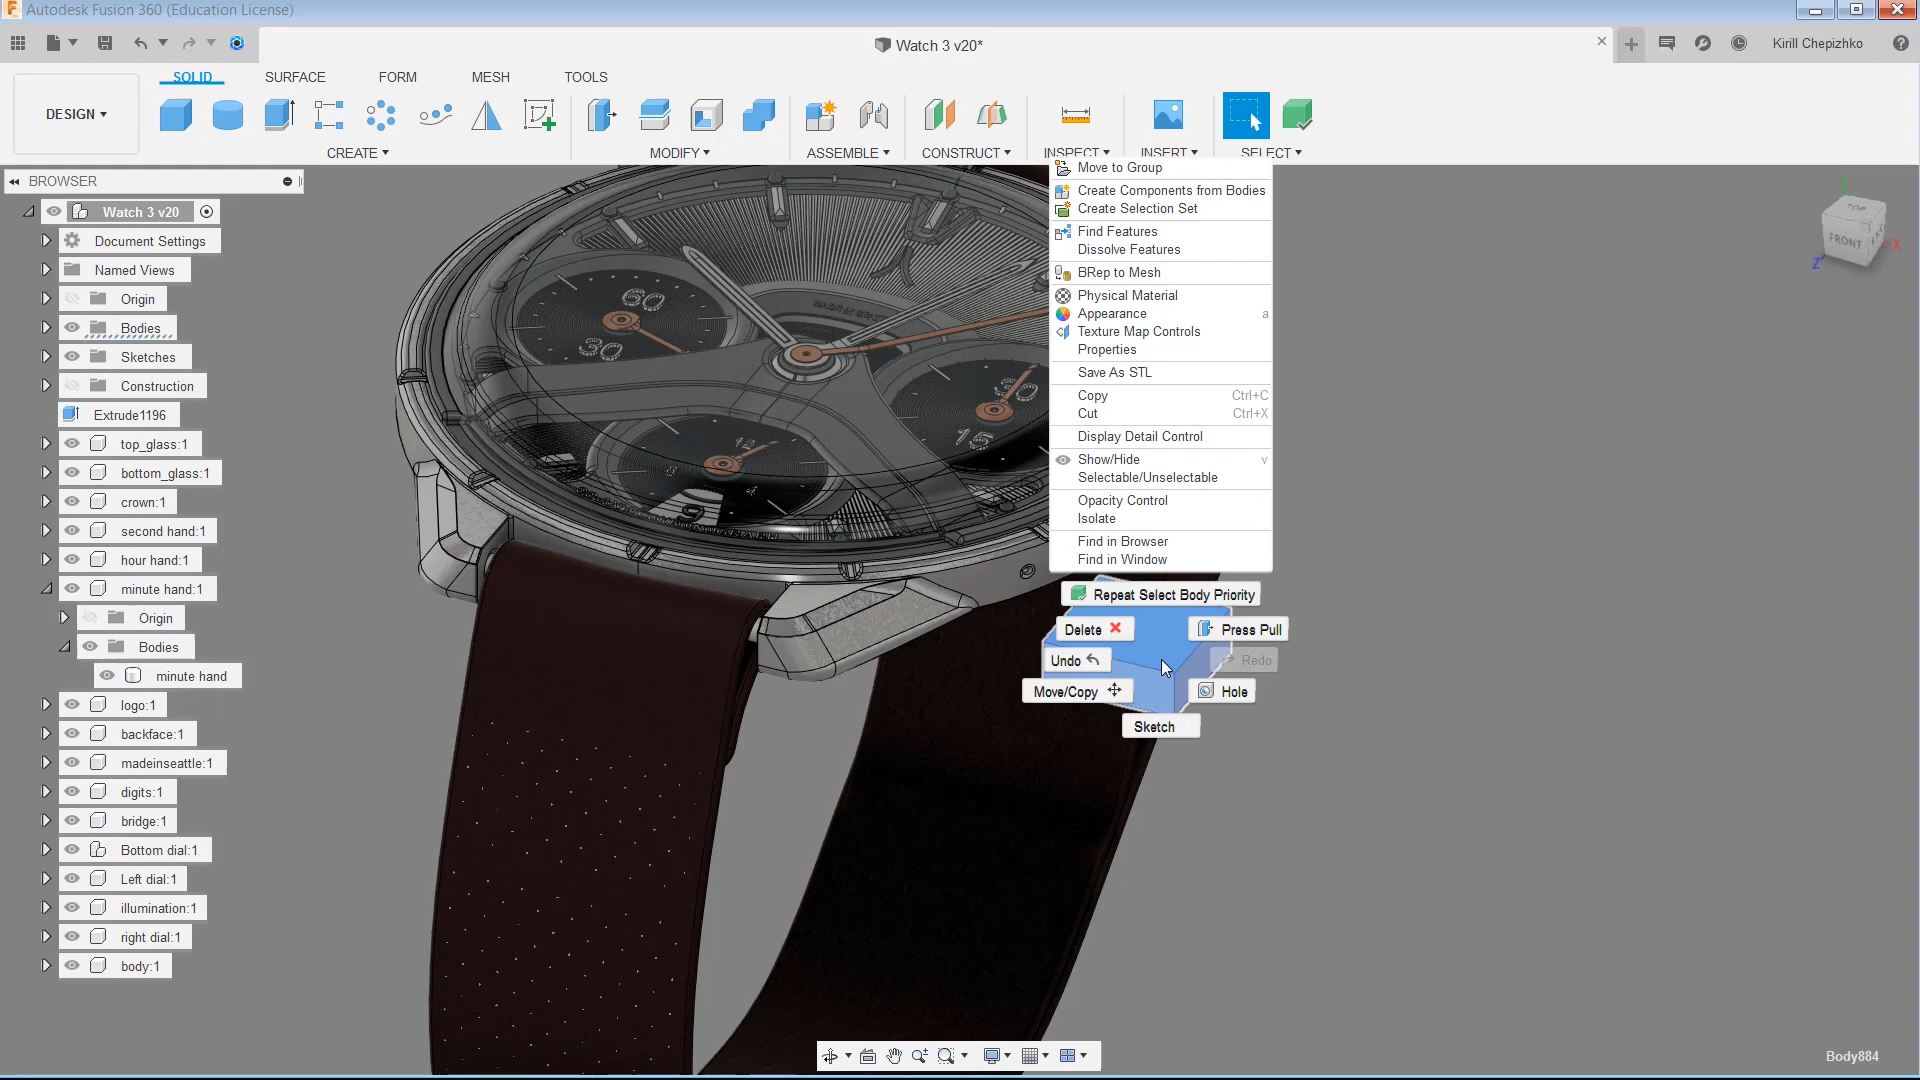 Autodesk Fusion 360 (Education License)
Watch 3 v20*
Kirill Chepizhko
SOLID SURFACE FORM MESH TOOLS
DESIGN
CREATE MODIFY ASSEMBLE CONSTRUCT INSPECT INSERT SELECT
BROWSER
Watch 3 v20
Document Settings
Named Views
Origin
Bodies
Sketches
Construction
Extrude1196
top_glass:1
bottom_glass:1
crown:1
second hand:1
hour hand:1
minute hand:1
Origin
Bodies
minute hand
logo:1
backface:1
madeinseattle:1
digits:1
bridge:1
Bottom dial:1
Left dial:1
illumination:1
right dial:1
body:1
60
30
30
15
9
Move to Group
Create Components from Bodies
Create Selection Set
Find Features
Dissolve Features
BRep to Mesh
Physical Material
Appearance a
Texture Map Controls
Properties
Save As STL
Copy Ctrl+C
Cut Ctrl+X
Display Detail Control
Show/Hide v
Selectable/Unselectable
Opacity Control
Isolate
Find in Browser
Find in Window
Repeat Select Body Priority
Delete Press Pull
Undo Redo
Move/Copy Hole
Sketch
TOP
FRONT
X
Z
Body884